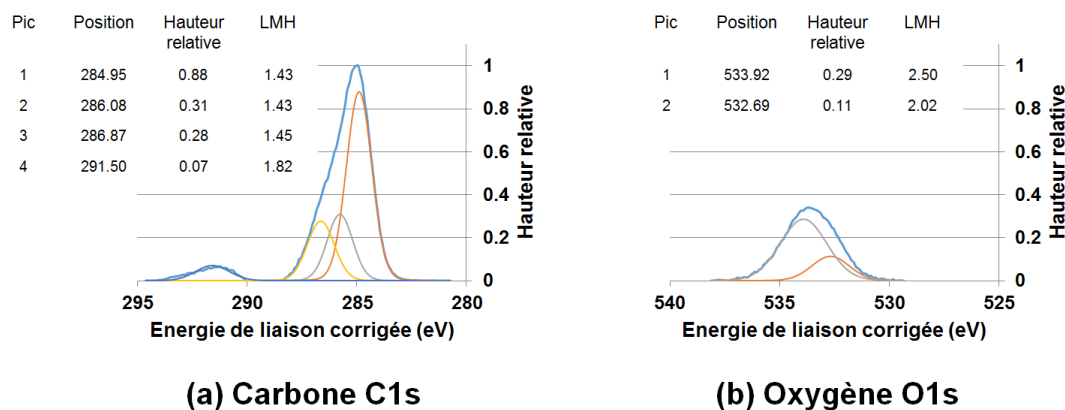 Pic Position Hauteur relative LMH
1 284.95 0.88 1.43
2 286.08 0.31 1.43
3 286.87 0.28 1.45
4 291.50 0.07 1.82
1
0.8
0.6
0.4
0.2
0
Hauteur relative
295 290 285 280
Energie de liaison corrigée (eV)
(a) Carbone C1s
Pic Position Hauteur relative LMH
1 533.92 0.29 2.50
2 532.69 0.11 2.02
1
0.8
0.6
0.4
0.2
0
Hauteur relative
540 535 530 525
Energie de liaison corrigée (eV)
(b) Oxygène O1s